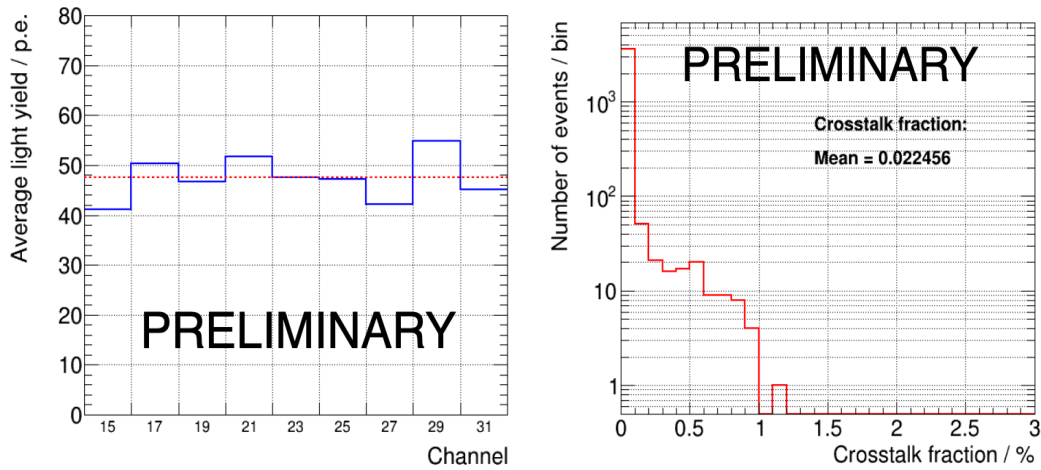 Average light yield / p.e.
80
70
60
50
40
30
20
10
0
PRELIMINARY
15 17 19 21 23 25 27 29 31
Channel
Number of events / bin
10³
10²
10
1
PRELIMINARY
Crosstalk fraction:
Mean = 0.022456
0 0.5 1 1.5 2 2.5 3
Crosstalk fraction / %